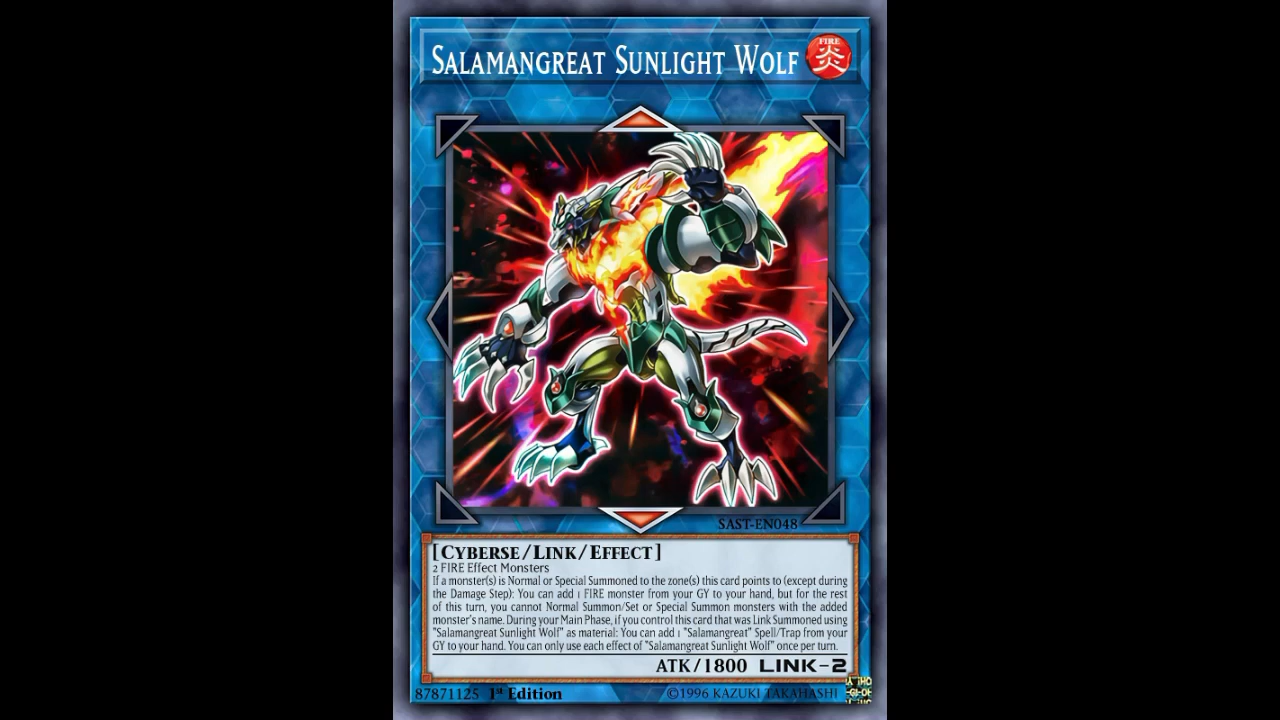 Salamangreat Sunlight Wolf
FIRE
炎
SAST-EN048
[Cyberse/Link/Effect]
2 FIRE Effect Monsters
If a monster(s) is Normal or Special Summoned to the zone(s) this card points to (except during
the Damage Step): You can add 1 FIRE monster from your GY to your hand, but for the rest
of this turn, you cannot Normal Summon/Set or Special Summon monsters with the added
monster's name. During your Main Phase, if you control this card that was Link Summoned using
"Salamangreat Sunlight Wolf" as material: You can add 1 "Salamangreat" Spell/Trap from your
GY to your hand. You can only use each effect of "Salamangreat Sunlight Wolf" once per turn.
ATK/1800 LINK-2
87871125 1st Edition ©1996 KAZUKI TAKAHASHI